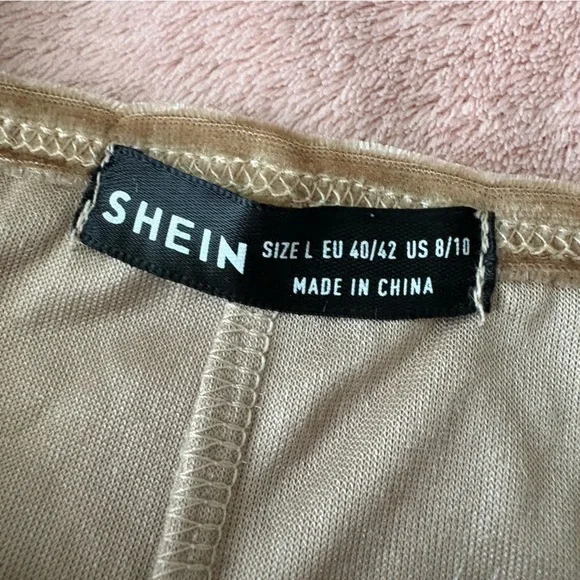 SHEIN
SIZE L EU 40/42 US 8/10
MADE IN CHINA